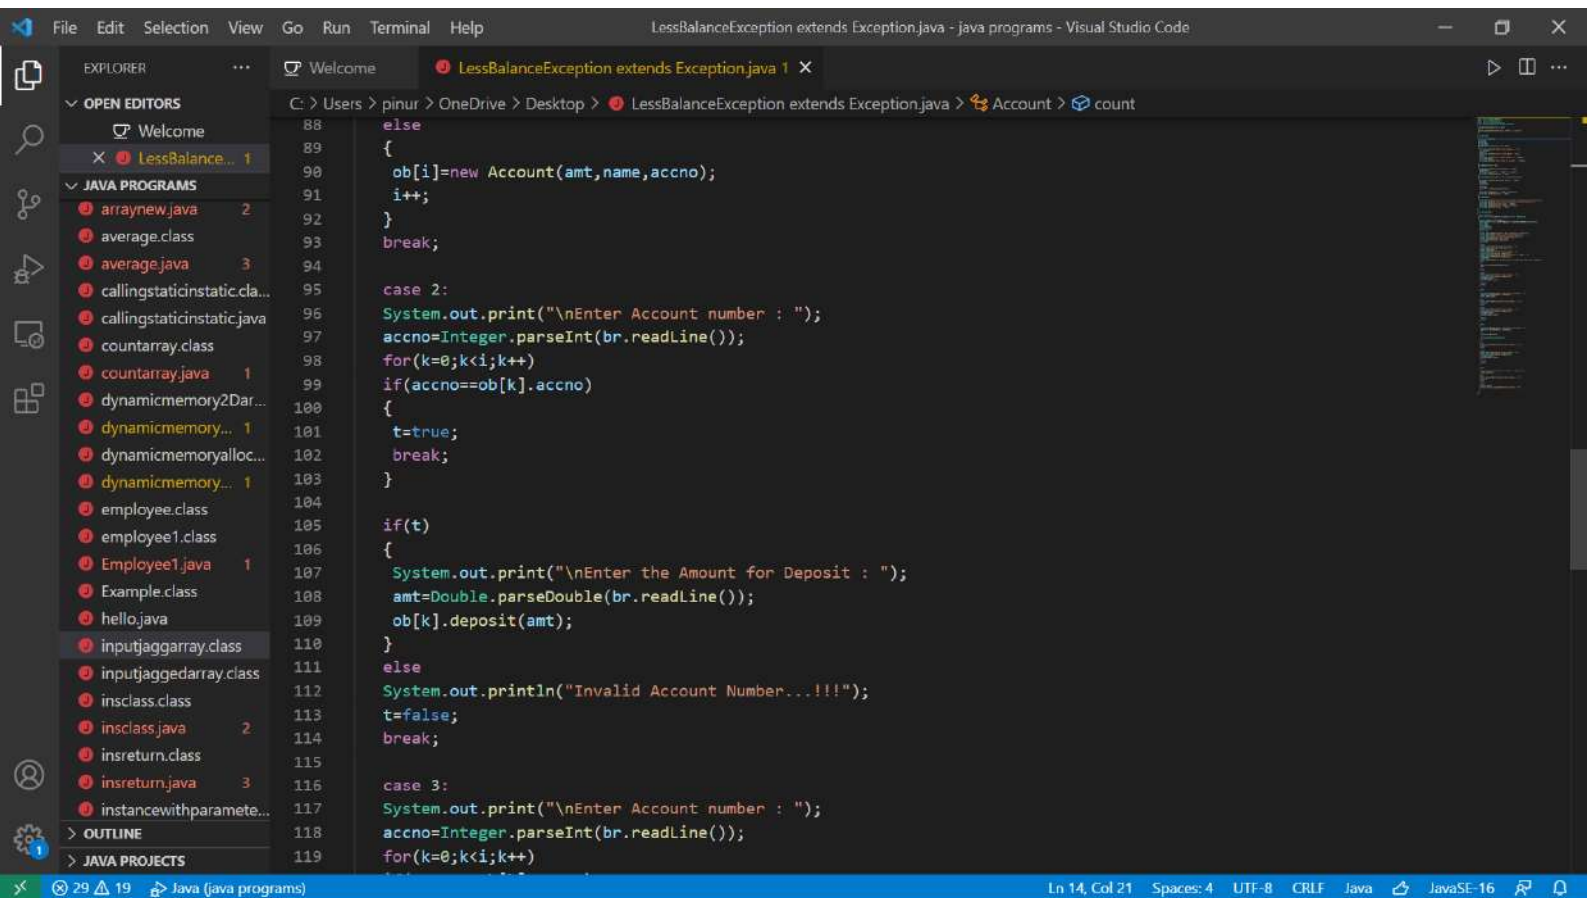 File Edit Selection View Go Run Terminal Help LessBalanceException extends Exception.java - java programs - Visual Studio Code
EXPLORER ...
Welcome
LessBalanceException extends Exception.java 1
OPEN EDITORS
Welcome
LessBalance... 1
JAVA PROGRAMS
arraynew.java 2
average.class
average.java 3
callingstaticinstatic.cla...
callingstaticinstatic.java
countarray.class
countarray.java 1
dynamicmemory2Dar...
dynamicmemory... 1
dynamicmemoryalloc...
dynamicmemory... 1
employee.class
employee1.class
Employee1.java 1
Example.class
hello.java
inputjaggarray.class
inputjaggedarray.class
insclass.class
insclass.java 2
insreturn.class
insreturn.java 3
instancewithparamete...
OUTLINE
JAVA PROJECTS
C: > Users > pinur > OneDrive > Desktop > LessBalanceException extends Exception.java > Account > count
88 else
89 {
90 ob[i]=new Account(amt,name,accno);
91 i++;
92 }
93 break;
94
95 case 2:
96 System.out.print("\nEnter Account number : ");
97 accno=Integer.parseInt(br.readLine());
98 for(k=0;k<i;k++)
99 if(accno==ob[k].accno)
100 {
101 t=true;
102 break;
103 }
104
105 if(t)
106 {
107 System.out.print("\nEnter the Amount for Deposit : ");
108 amt=Double.parseDouble(br.readLine());
109 ob[k].deposit(amt);
110 }
111 else
112 System.out.println("Invalid Account Number...!!!");
113 t=false;
114 break;
115
116 case 3:
117 System.out.print("\nEnter Account number : ");
118 accno=Integer.parseInt(br.readLine());
119 for(k=0;k<i;k++)
1
29 19 Java (java programs) Ln 14, Col 21 Spaces: 4 UTF-8 CRLF Java JavaSE-16